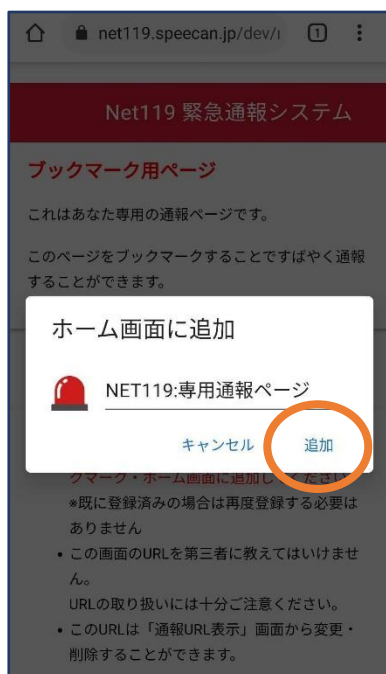 net119.speecan.jp/dev/
1
Net119 緊急通報システム
ブックマーク用ページ
これはあなた専用の通報ページです。
このページをブックマークすることですばやく通報
することができます。
ホーム画面に追加
NET119:専用通報ページ
キャンセル
追加
クマーク・ホーム画面に追加し ください
*既に登録済みの場合は再度登録する必要は
ありません
• この画面のURLを第三者に教えてはいけませ
ん。
URLの取り扱いには十分ご注意ください。
• このURLは「通報URL表示」画面から変更・
削除することができます。